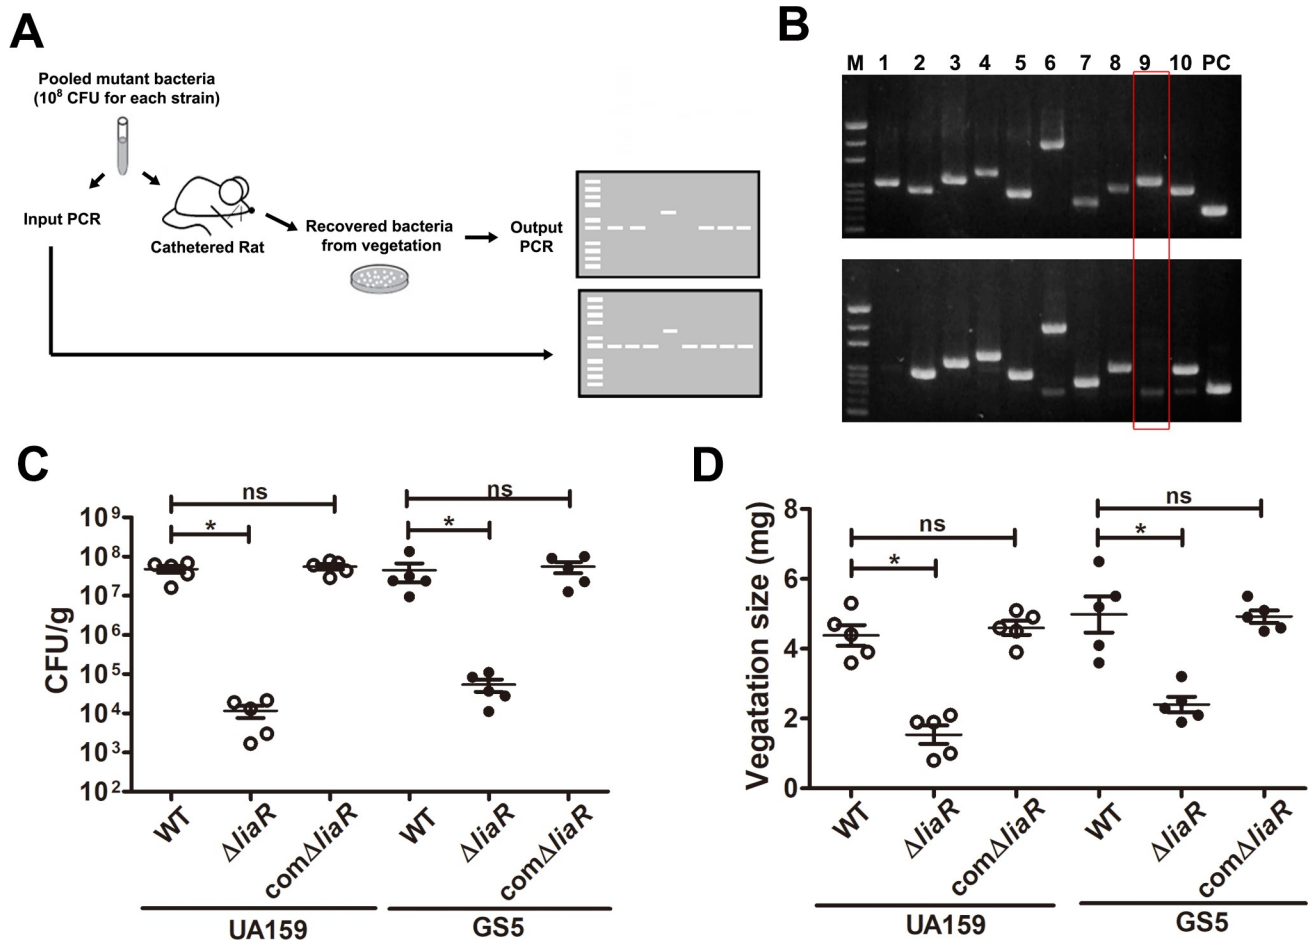 A
Pooled mutant bacteria
(10⁸ CFU for each strain)
Input PCR
Cathetered Rat
Recovered bacteria
from vegetation
Output
PCR
B
M 1 2 3 4 5 6 7 8 9 10 PC
C
CFU/g
10⁹
10⁸
10⁷
10⁶
10⁵
10⁴
10³
10²
ns
*
ns
*
WT
ΔliaR
comΔliaR
WT
ΔliaR
comΔliaR
UA159
GS5
D
Vegatation size (mg)
8
6
4
2
0
ns
*
ns
*
WT
ΔliaR
comΔliaR
WT
ΔliaR
comΔliaR
UA159
GS5